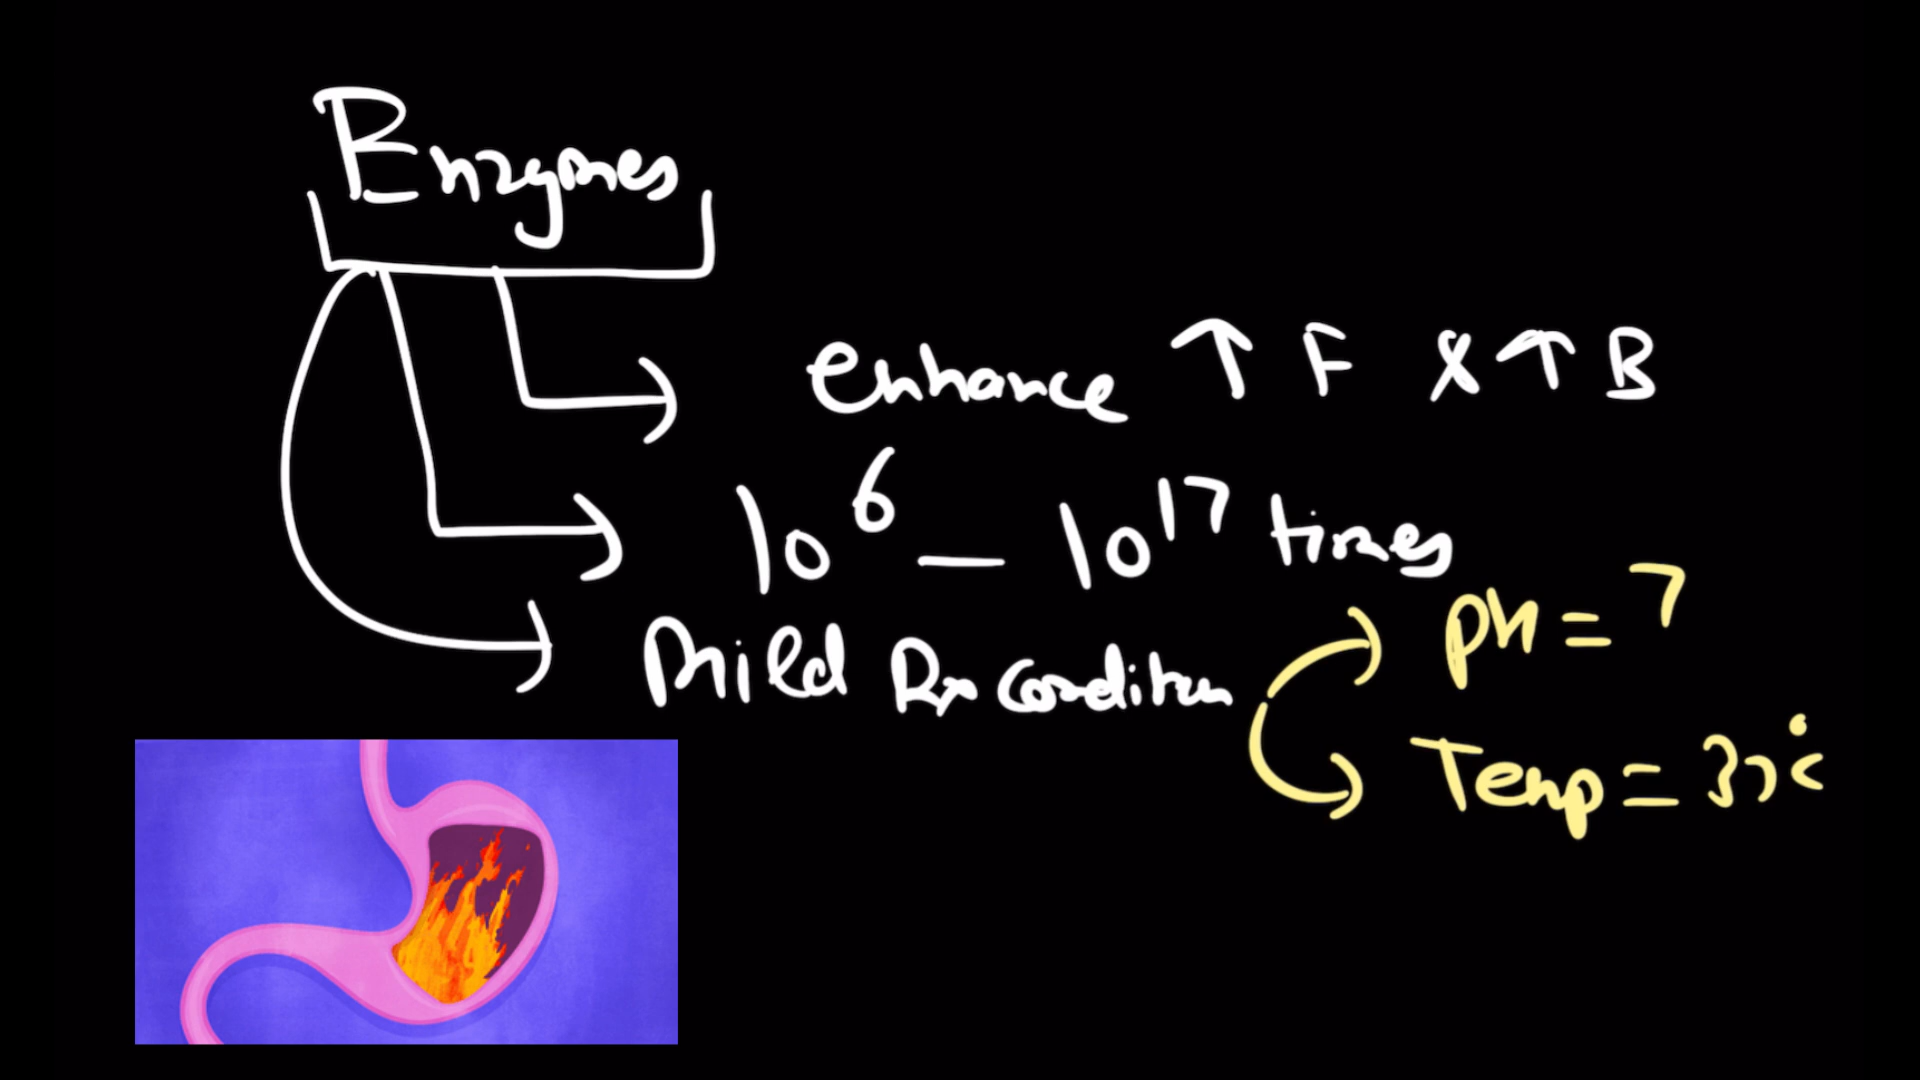 Enzymes
enhance ↑ F & ↑ B
10⁶ — 10¹⁷ times
Mild Rx Condition
pH = 7
Temp = 37°C